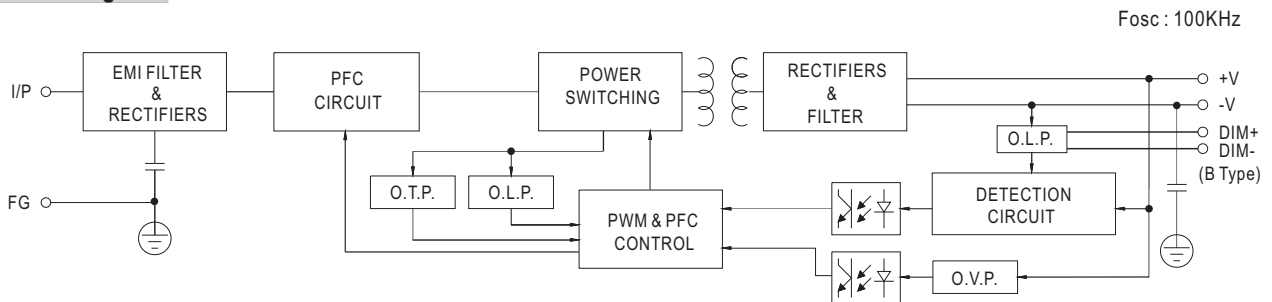 Fosc : 100KHz
I/P
EMI FILTER
&
RECTIFIERS
PFC
CIRCUIT
POWER
SWITCHING
RECTIFIERS
&
FILTER
+V
-V
DIM+
DIM-
(B Type)
O.L.P.
O.T.P.
O.L.P.
FG
PWM & PFC
CONTROL
DETECTION
CIRCUIT
O.V.P.